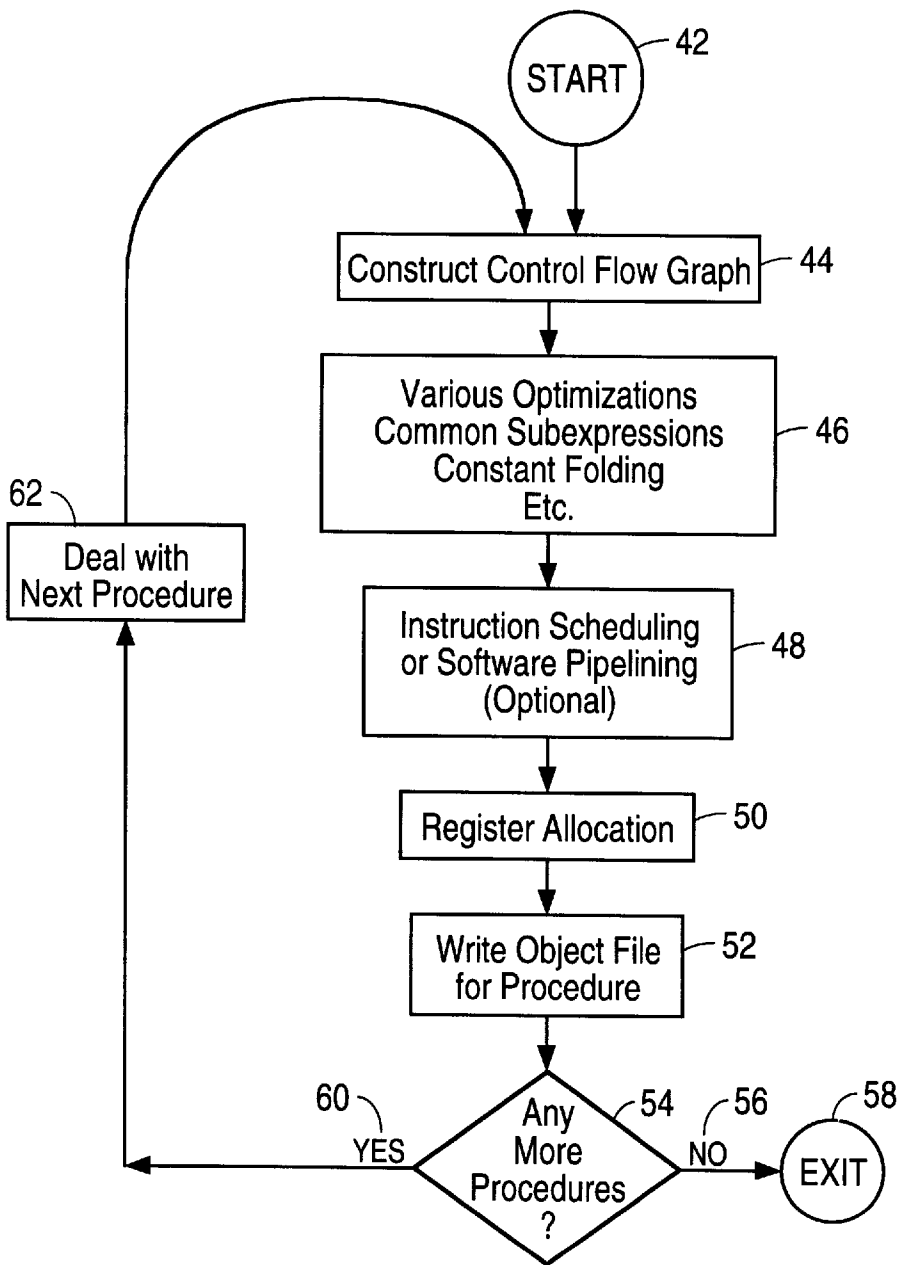 START
42
Construct Control Flow Graph
44
Various Optimizations
Common Subexpressions
Constant Folding
Etc.
46
62
Deal with
Next Procedure
Instruction Scheduling
or Software Pipelining
(Optional)
48
Register Allocation
50
Write Object File
for Procedure
52
60
YES
Any
More
Procedures
?
54
56
NO
58
EXIT